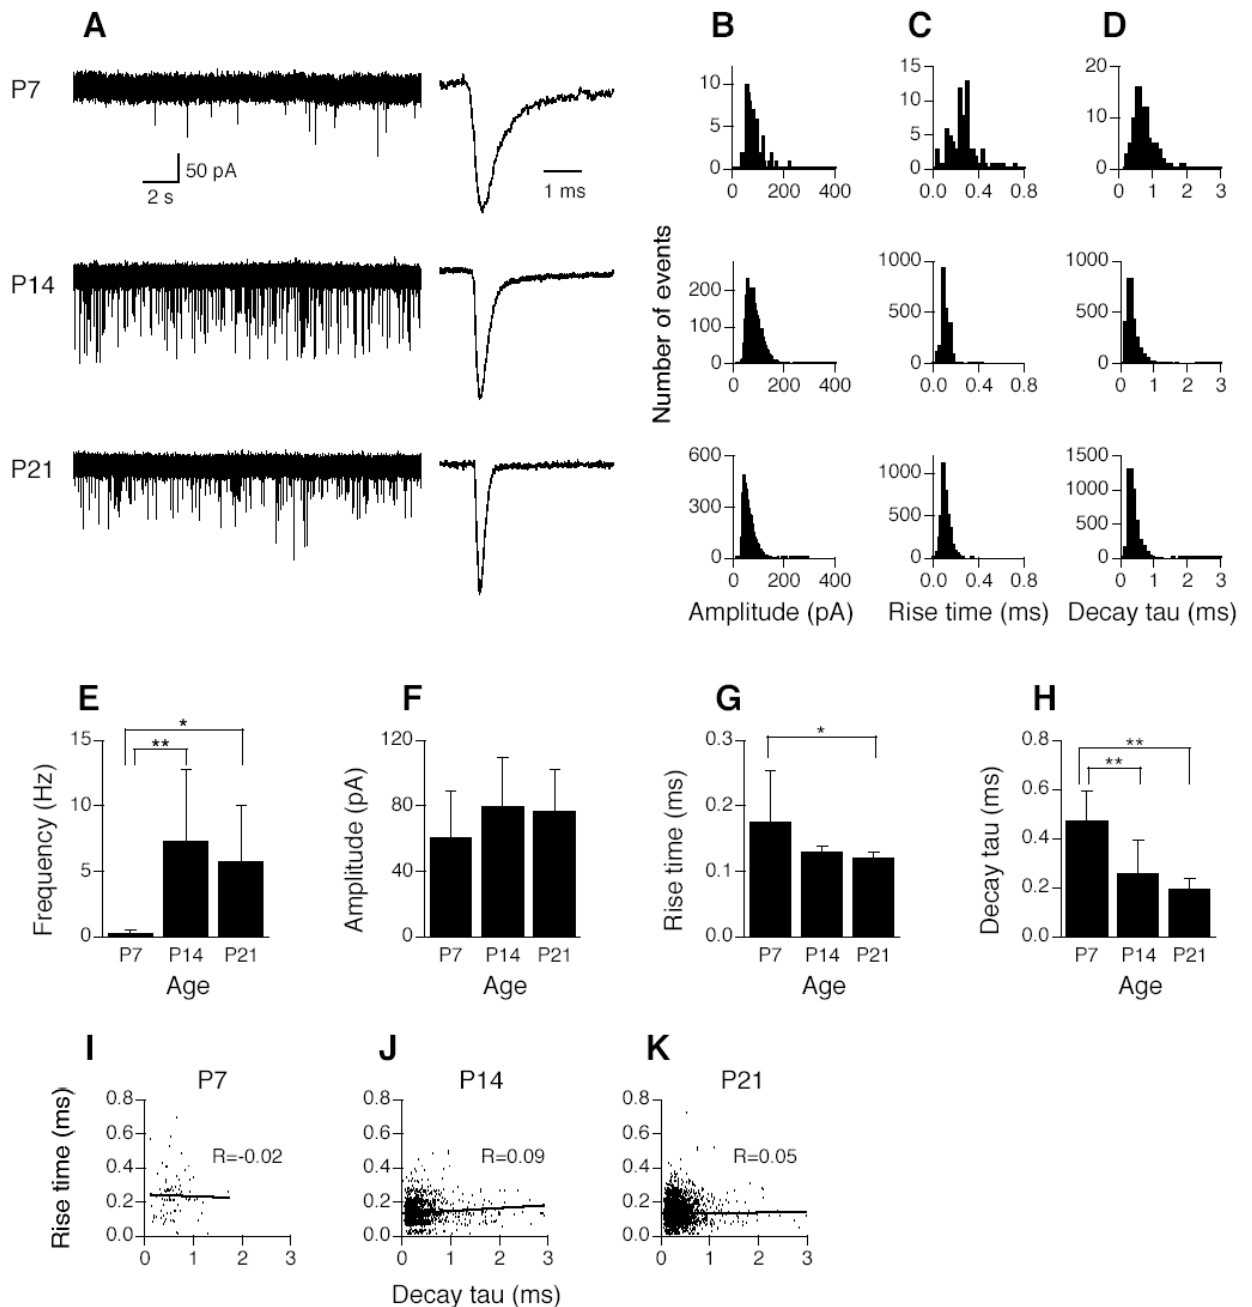 A
B
C
D
P7
50 pA
2 s
1 ms
10
5
0
0
200
400
15
10
5
0
0.0
0.4
0.8
20
10
0
0
1
2
3
P14
Number of events
200
100
0
0
200
400
1000
500
0
0.0
0.4
0.8
1000
500
0
0
1
2
3
P21
600
300
0
0
200
400
Amplitude (pA)
1000
500
0
0.0
0.4
0.8
Rise time (ms)
1500
1000
500
0
0
1
2
3
Decay tau (ms)
E
Frequency (Hz)
15
10
5
0
*
**
P7
P14
P21
Age
F
Amplitude (pA)
120
80
40
0
P7
P14
P21
Age
G
Rise time (ms)
0.3
0.2
0.1
0.0
*
P7
P14
P21
Age
H
Decay tau (ms)
0.8
0.6
0.4
0.2
0.0
**
**
P7
P14
P21
Age
I
P7
Rise time (ms)
0.8
0.6
0.4
0.2
0.0
R=-0.02
0
1
2
3
J
P14
0.8
0.6
0.4
0.2
0.0
R=0.09
0
1
2
3
Decay tau (ms)
K
P21
0.8
0.6
0.4
0.2
0.0
R=0.05
0
1
2
3